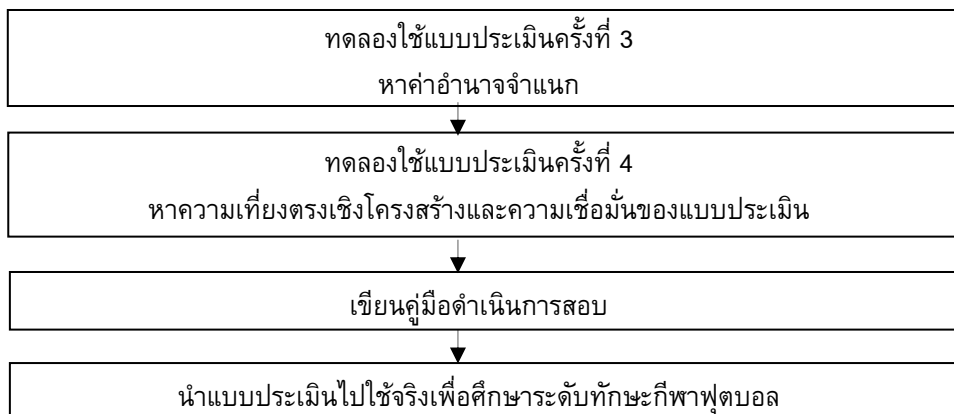 ทดลองใช้แบบประเมินครั้งที่ 3
หาค่าอำนาจจำแนก
ทดลองใช้แบบประเมินครั้งที่ 4
หาความเที่ยงตรงเชิงโครงสร้างและความเชื่อมั่นของแบบประเมิน
เขียนคู่มือดำเนินการสอบ
นำแบบประเมินไปใช้จริงเพื่อศึกษาระดับทักษะกีฬาฟุตบอล